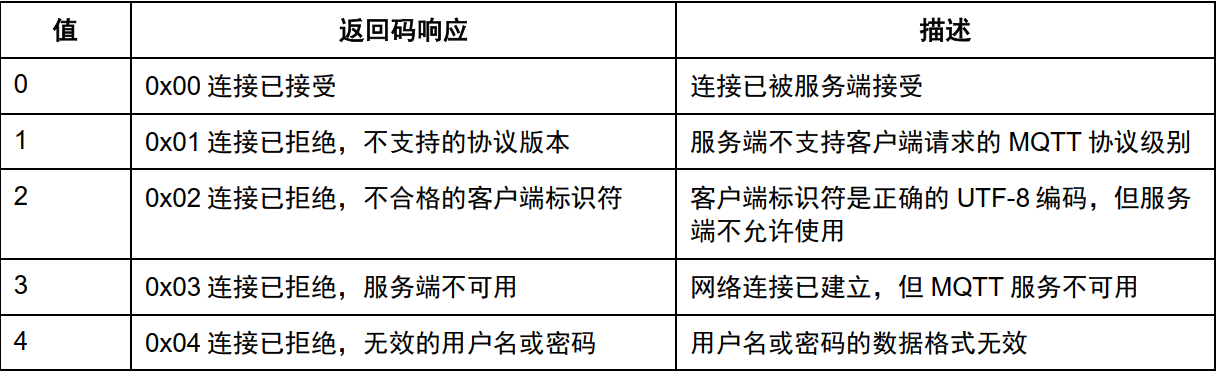 值 返回码响应 描述
0 0x00 连接已接受 连接已被服务端接受
1 0x01 连接已拒绝，不支持的协议版本 服务端不支持客户端请求的 MQTT 协议级别
2 0x02 连接已拒绝，不合格的客户端标识符 客户端标识符是正确的 UTF-8 编码，但服务
端不允许使用
3 0x03 连接已拒绝，服务端不可用 网络连接已建立，但 MQTT 服务不可用
4 0x04 连接已拒绝，无效的用户名或密码 用户名或密码的数据格式无效